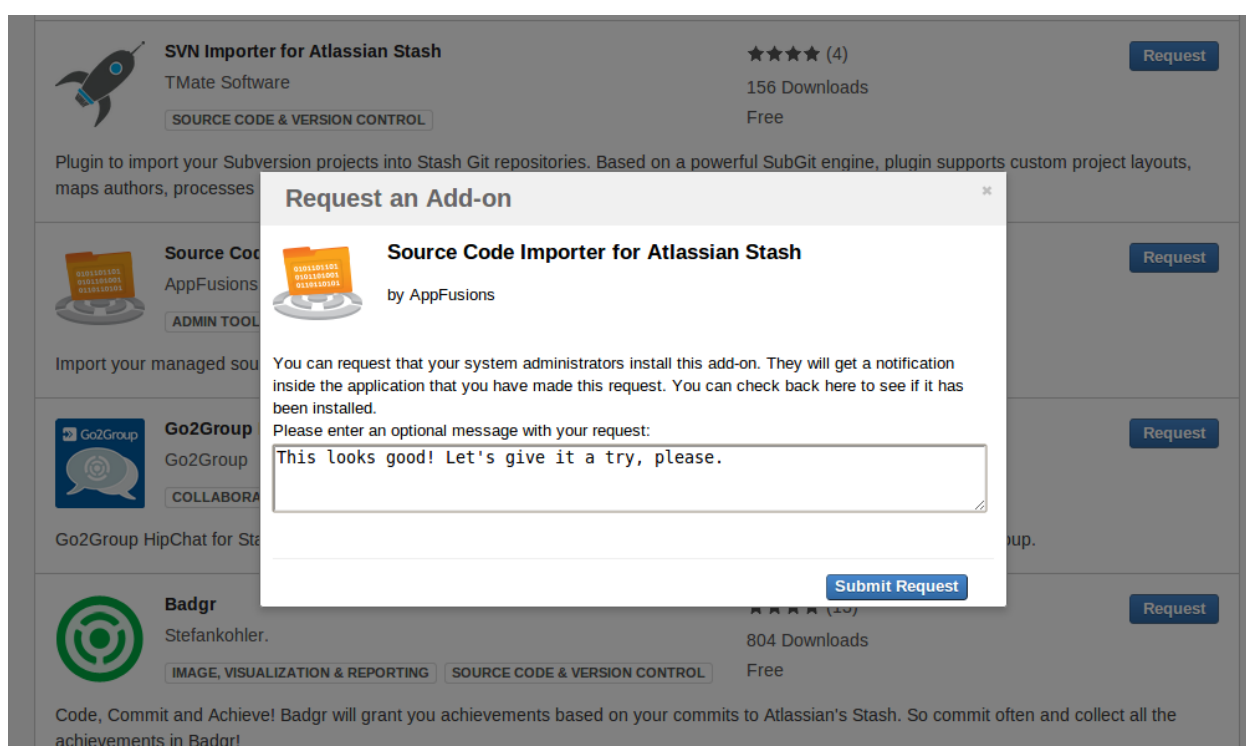 SVN Importer for Atlassian Stash
★★★★ (4)
Request
TMate Software
156 Downloads
SOURCE CODE & VERSION CONTROL
Free
Plugin to import your Subversion projects into Stash Git repositories. Based on a powerful SubGit engine, plugin supports custom project layouts,
maps authors, processes
Request an Add-on
Source Code Importer for Atlassian Stash
by AppFusions
You can request that your system administrators install this add-on. They will get a notification
inside the application that you have made this request. You can check back here to see if it has
been installed.
Please enter an optional message with your request:
This looks good! Let's give it a try, please.
Submit Request
Source Cod
Request
0101101101
0101101001
0110110101
AppFusions
ADMIN TOOL
Import your managed sou
Go2Group
Go2Group
Request
Go2Group
COLLABORA
Go2Group HipChat for Sta
oup.
Badgr
Request
Stefankohler.
804 Downloads
IMAGE, VISUALIZATION & REPORTING
SOURCE CODE & VERSION CONTROL
Free
Code, Commit and Achieve! Badgr will grant you achievements based on your commits to Atlassian's Stash. So commit often and collect all the
achievements in Badgr!